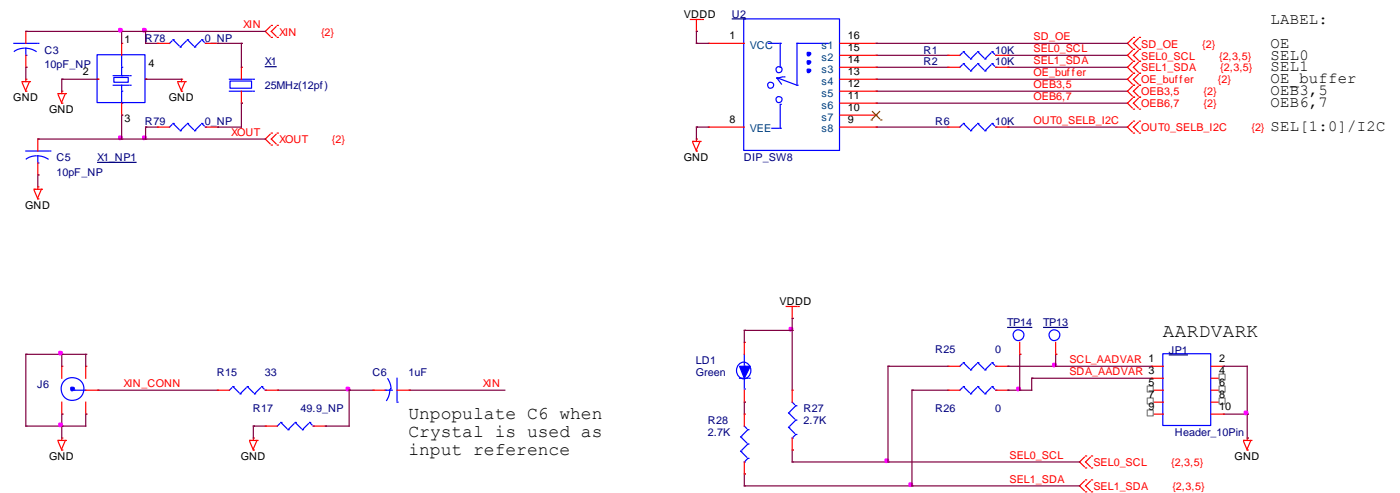 XIN
XIN {2}
R78 0_NP
C3
10pF_NP
1
2
4
3
GND
GND
GND
X1
25MHz(12pf)
R79 0_NP
XOUT
XOUT {2}
C5
10pF_NP
X1_NP1
GND
VDDD
U2
LABEL:
1 VCC
8 VEE
GND
DIP_SW8
s1 16 SD_OE SD_OE {2} OE
s2 15 R1 10K SEL0_SCL SEL0_SCL {2,3,5} SEL0
s3 14 R2 10K SEL1_SDA SEL1_SDA {2,3,5} SEL1
s4 13 OE_buffer OE_buffer {2} OE_buffer
s5 12 OEB3,5 OEB3,5 {2} OEB3,5
s6 11 OEB6,7 OEB6,7 {2} OEB6,7
s7 10
s8 9 R6 10K OUT0_SELB_I2C OUT0_SELB_I2C {2} SEL[1:0]/I2C
J6
XIN_CONN
R15 33
C6 1uF
XIN
R17 49.9_NP
GND
GND
Unpopulate C6 when
Crystal is used as
input reference
VDDD
LD1
Green
R28
2.7K
R27
2.7K
TP14 TP13
AARDVARK
JP1
R25 0
SCL_AADVAR
SDA_AADVAR
R26 0
1 2
3 4
5 6
7 8
9 10
Header_10Pin
GND
SEL0_SCL SEL0_SCL {2,3,5}
SEL1_SDA SEL1_SDA {2,3,5}